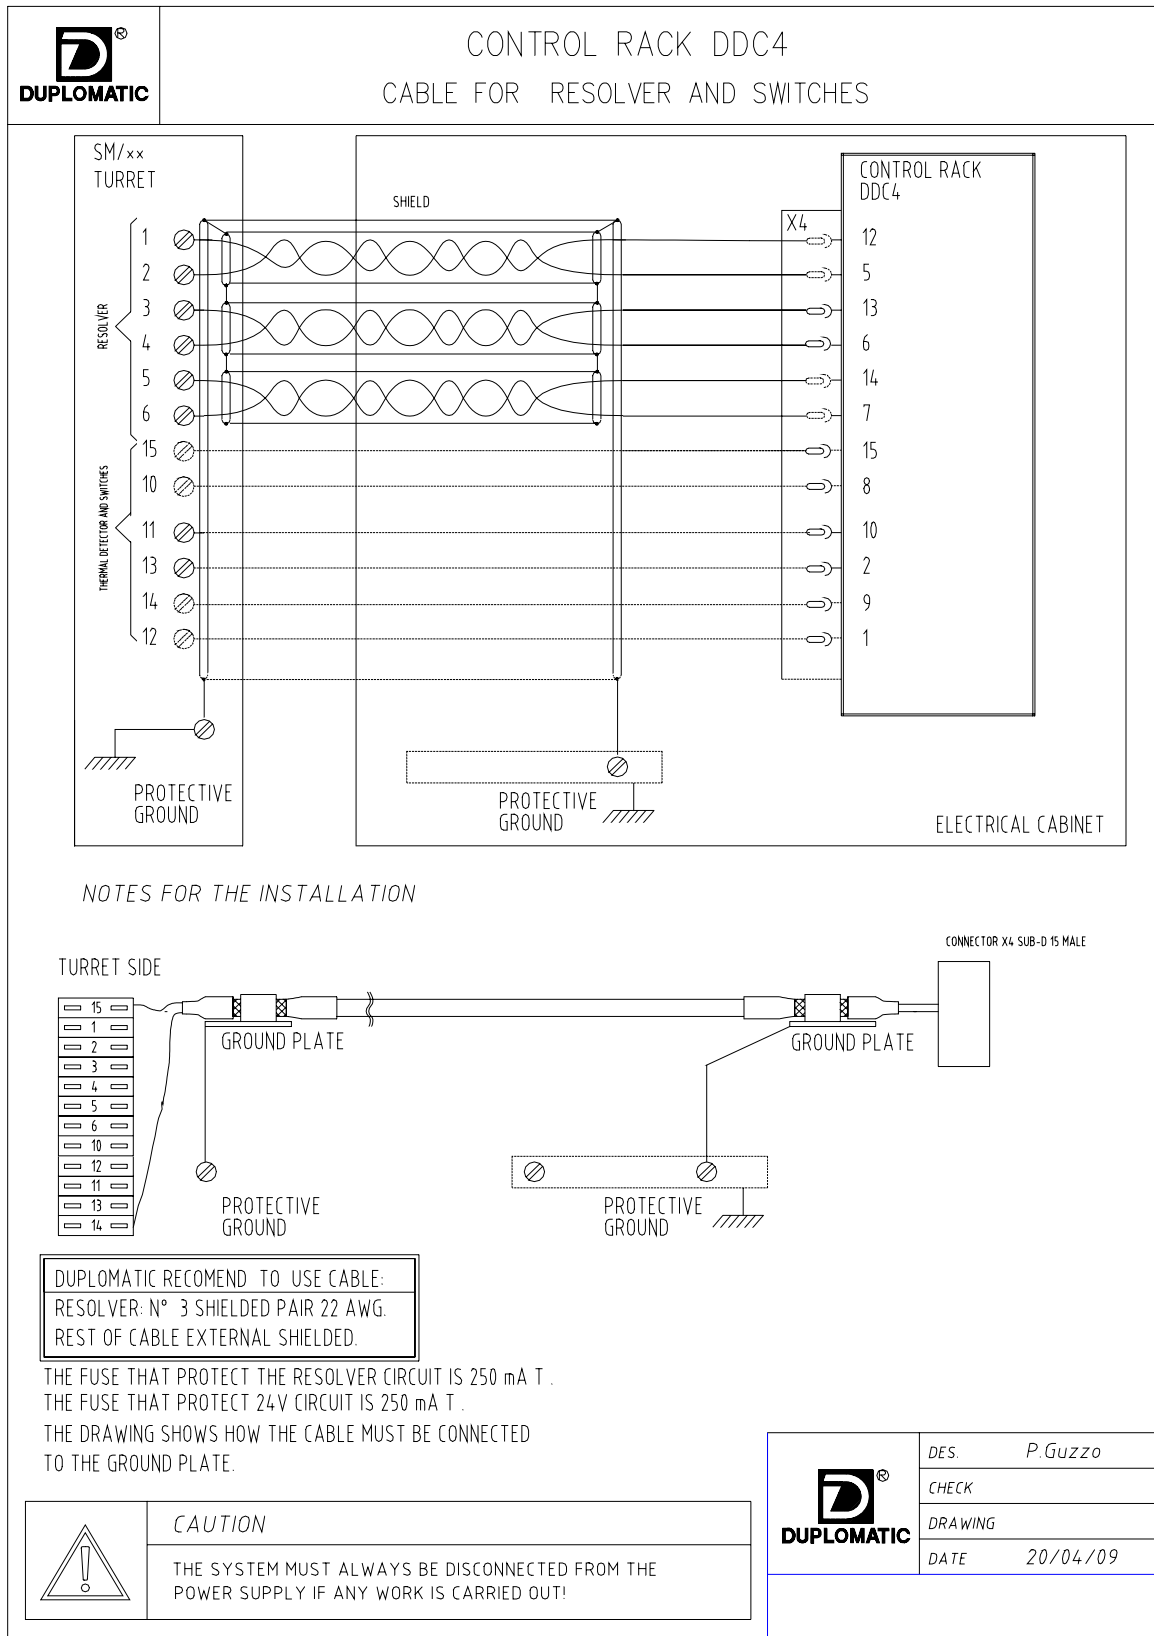 D ®
DUPLOMATIC
CONTROL RACK DDC4
CABLE FOR RESOLVER AND SWITCHES
SM/xx
TURRET
SHIELD
CONTROL RACK
DDC4
X4
RESOLVER
1
2
3
4
5
6
THERMAL DETECTOR AND SWITCHES
15
10
11
13
14
12
12
5
13
6
14
7
15
8
10
2
9
1
PROTECTIVE
GROUND
PROTECTIVE
GROUND
ELECTRICAL CABINET
NOTES FOR THE INSTALLATION
CONNECTOR X4 SUB-D 15 MALE
TURRET SIDE
15
1
2
3
4
5
6
10
12
11
13
14
GROUND PLATE
GROUND PLATE
PROTECTIVE
GROUND
PROTECTIVE
GROUND
DUPLOMATIC RECOMEND TO USE CABLE:
RESOLVER: N° 3 SHIELDED PAIR 22 AWG.
REST OF CABLE EXTERNAL SHIELDED.
THE FUSE THAT PROTECT THE RESOLVER CIRCUIT IS 250 mA T .
THE FUSE THAT PROTECT 24V CIRCUIT IS 250 mA T .
THE DRAWING SHOWS HOW THE CABLE MUST BE CONNECTED
TO THE GROUND PLATE.
CAUTION
THE SYSTEM MUST ALWAYS BE DISCONNECTED FROM THE
POWER SUPPLY IF ANY WORK IS CARRIED OUT!
D ®
DUPLOMATIC
DES. P.Guzzo
CHECK
DRAWING
DATE 20/04/09